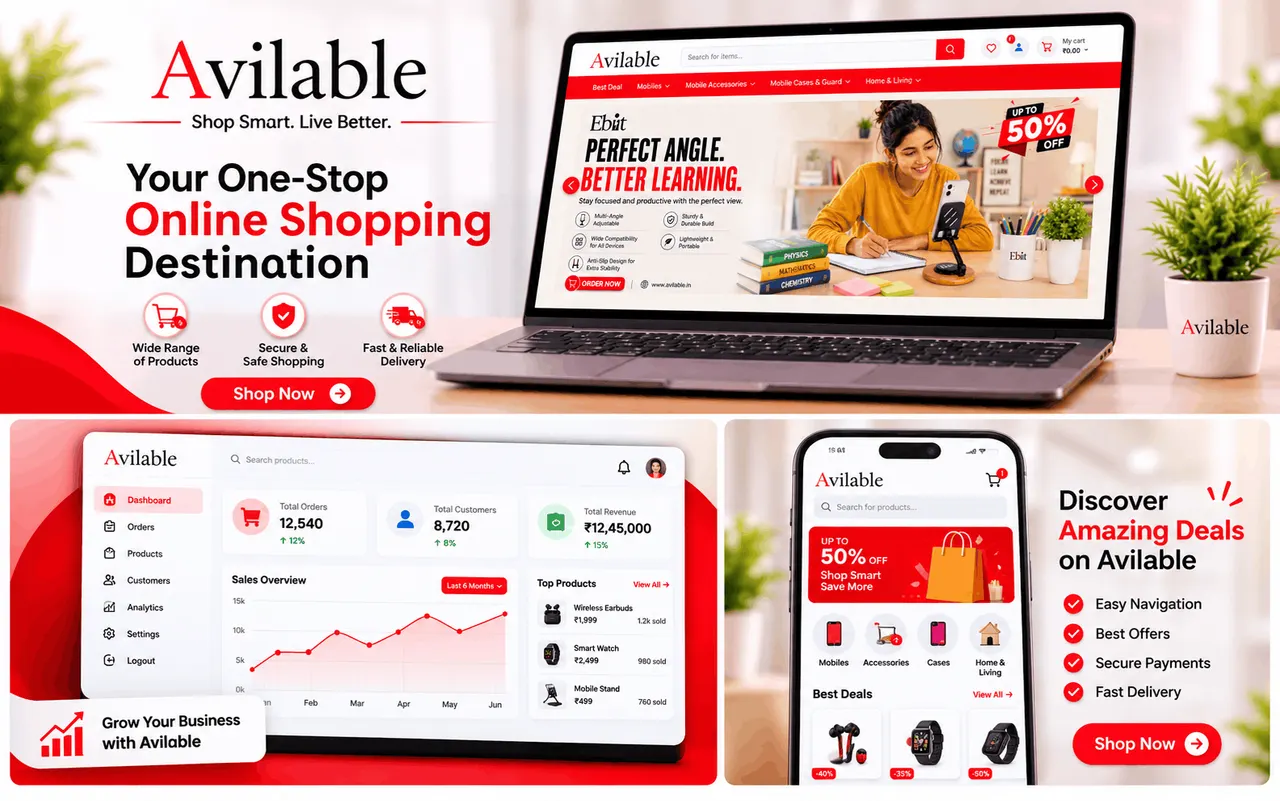 Avilable
Shop Smart. Live Better.
Your One-Stop
Online Shopping
Destination
Wide Range
of Products
Secure &
Safe Shopping
Fast & Reliable
Delivery
Shop Now
Avilable
Search for items...
My cart
₹0.00
Best Deal
Mobiles
Mobile Accessories
Mobile Cases & Guard
Home & Living
Ebiit
PERFECT ANGLE.
BETTER LEARNING.
Stay focused and productive with the perfect view.
Multi-Angle
Adjustable
Sturdy &
Durable Build
Wide Compatibility
for All Devices
Lightweight &
Portable
Anti-Slip Design for
Extra Stability
ORDER NOW
www.avilable.in
UP TO
50%
OFF
FOCUS
LEARN
ACHIEVE
REPEAT
PHYSICS
MATHEMATICS
CHEMISTRY
Ebiit
Avilable
Avilable
Search products...
Dashboard
Orders
Products
Customers
Analytics
Settings
Logout
Total Orders
12,540
↑ 12%
Total Customers
8,720
↑ 8%
Total Revenue
₹12,45,000
↑ 15%
Sales Overview
Last 6 Months
15k
10k
5k
0k
Feb
Mar
Apr
May
Jun
Top Products
View All →
Wireless Earbuds
₹1,999
1.2k sold
Smart Watch
₹2,499
980 sold
Mobile Stand
₹499
760 sold
Grow Your Business
with Avilable
Avilable
1
Search for products...
UP TO
50% OFF
Shop Smart
Save More
Mobiles
Accessories
Cases
Home &
Living
Best Deals
View All →
-40%
-35%
-50%
Discover
Amazing Deals
on Avilable
Easy Navigation
Best Offers
Secure Payments
Fast Delivery
Shop Now